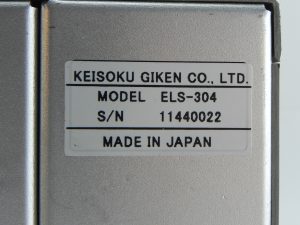 KEISOKU GIKEN CO., LTD.
MODEL ELS-304
S/N 11440022
MADE IN JAPAN